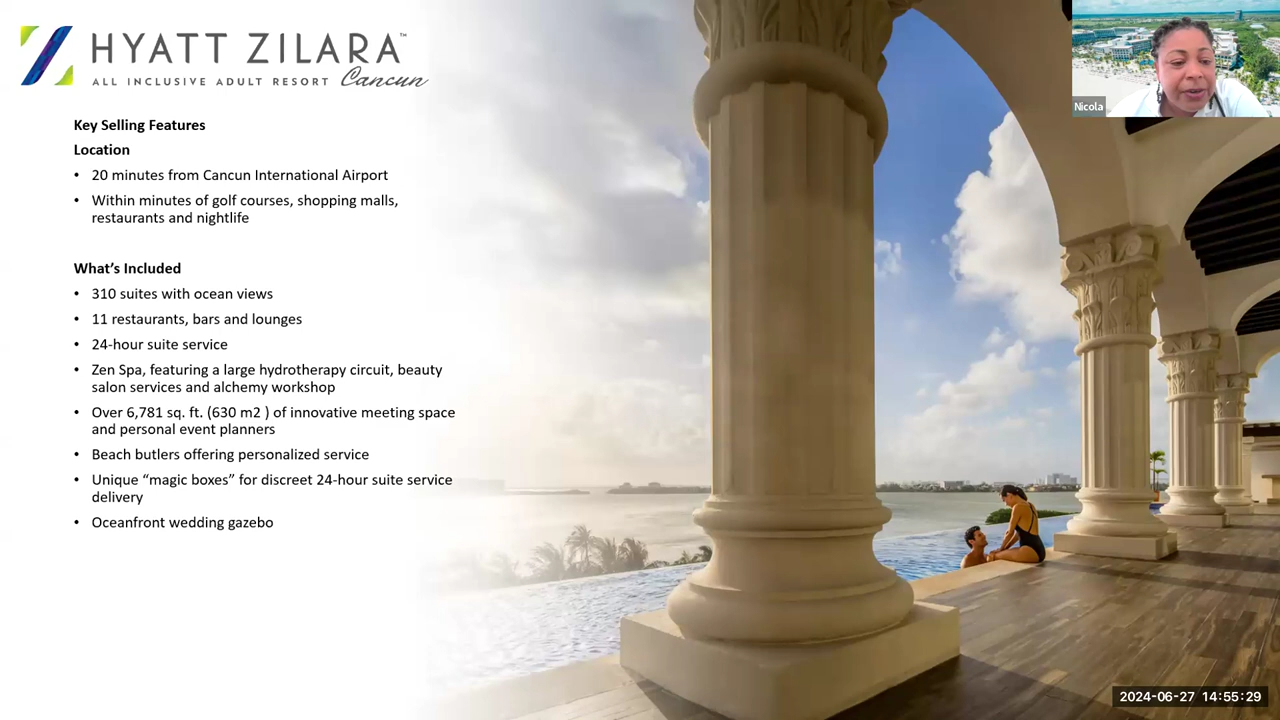 HYATT ZILARA™
ALL INCLUSIVE ADULT RESORT Cancun
Nicola
Key Selling Features
Location
• 20 minutes from Cancun International Airport
• Within minutes of golf courses, shopping malls,
restaurants and nightlife
What's Included
• 310 suites with ocean views
• 11 restaurants, bars and lounges
• 24-hour suite service
• Zen Spa, featuring a large hydrotherapy circuit, beauty
salon services and alchemy workshop
• Over 6,781 sq. ft. (630 m2 ) of innovative meeting space
and personal event planners
• Beach butlers offering personalized service
• Unique “magic boxes” for discreet 24-hour suite service
delivery
• Oceanfront wedding gazebo
2024-06-27 14:55:29